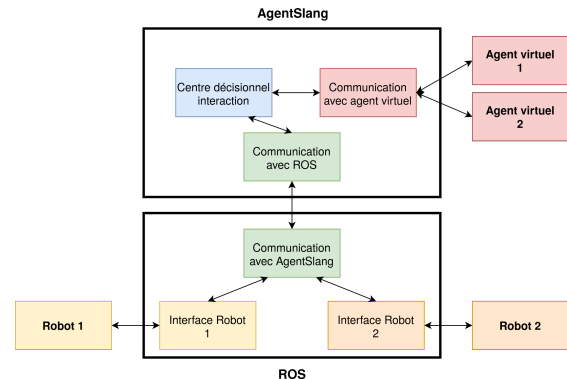 AgentSlang
Centre décisionnel
interaction
Communication
avec agent virtuel
Agent virtuel
1
Agent virtuel
2
Communication
avec ROS
Communication
avec AgentSlang
Robot 1
Interface Robot
1
Interface Robot
2
Robot 2
ROS